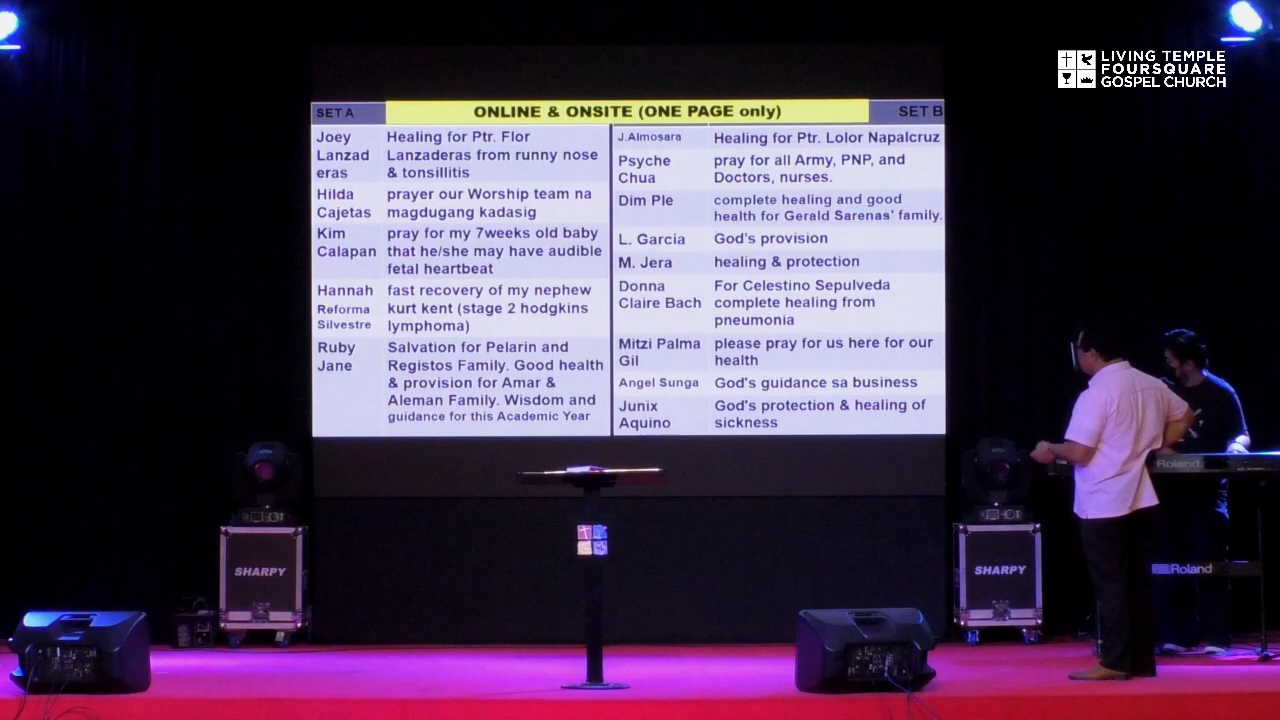 LIVING TEMPLE
FOURSQUARE
GOSPEL CHURCH
SET A
ONLINE & ONSITE (ONE PAGE only)
SET B
Joey Lanzad eras
Healing for Ptr. Flor
Lanzaderas from runny nose
& tonsillitis
Hilda Cajetas
prayer our Worship team na
magdugang kadasig
Kim Calapan
pray for my 7weeks old baby
that he/she may have audible
fetal heartbeat
Hannah Reforma Silvestre
fast recovery of my nephew
kurt kent (stage 2 hodgkins
lymphoma)
Ruby Jane
Salvation for Pelarin and
Registos Family. Good health
& provision for Amar &
Aleman Family. Wisdom and
guidance for this Academic Year
J.Almosara
Healing for Ptr. Lolor Napalcruz
Psyche Chua
pray for all Army, PNP, and
Doctors, nurses.
Dim Ple
complete healing and good
health for Gerald Sarenas' family.
L. Garcia
God's provision
M. Jera
healing & protection
Donna Claire Bach
For Celestino Sepulveda
complete healing from
pneumonia
Mitzi Palma Gil
please pray for us here for our
health
Angel Sunga
God's guidance sa business
Junix Aquino
God's protection & healing of
sickness
SHARPY
SHARPY
Roland
Roland